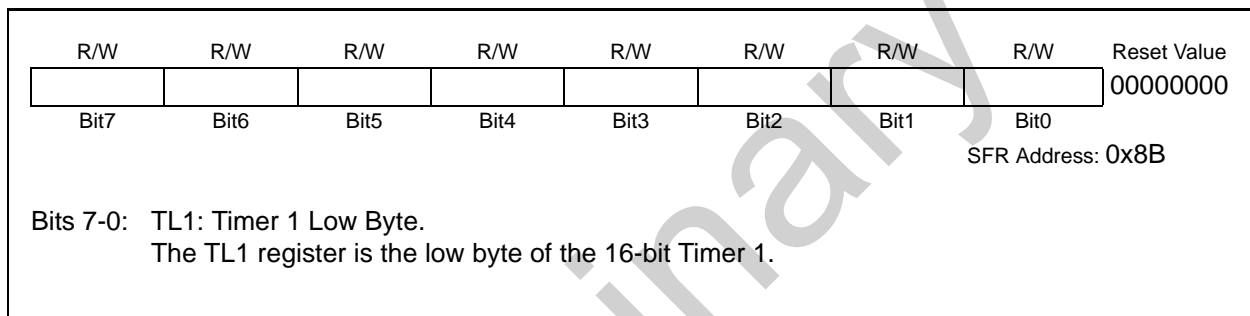 R/W R/W R/W R/W R/W R/W R/W R/W Reset Value
00000000
Bit7 Bit6 Bit5 Bit4 Bit3 Bit2 Bit1 Bit0
SFR Address: 0x8B
Bits 7-0: TL1: Timer 1 Low Byte.
The TL1 register is the low byte of the 16-bit Timer 1.
inary